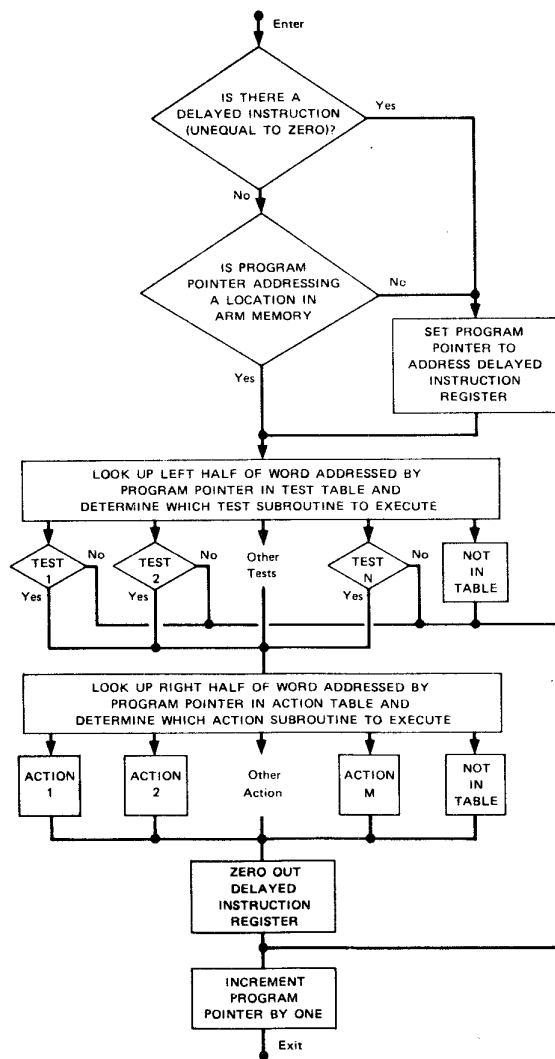 Enter
IS THERE A
DELAYED INSTRUCTION
(UNEQUAL TO ZERO)?
Yes
No
IS PROGRAM
POINTER ADDRESSING
A LOCATION IN
ARM MEMORY
No
Yes
SET PROGRAM
POINTER TO
ADDRESS DELAYED
INSTRUCTION
REGISTER
LOOK UP LEFT HALF OF WORD ADDRESSED BY
PROGRAM POINTER IN TEST TABLE AND
DETERMINE WHICH TEST SUBROUTINE TO EXECUTE
TEST
1
No
Yes
TEST
2
No
Yes
Other
Tests
TEST
N
No
Yes
NOT
IN
TABLE
LOOK UP RIGHT HALF OF WORD ADDRESSED BY
PROGRAM POINTER IN ACTION TABLE AND
DETERMINE WHICH ACTION SUBROUTINE TO EXECUTE
ACTION
1
ACTION
2
Other
Action
ACTION
M
NOT
IN
TABLE
ZERO OUT
DELAYED
INSTRUCTION
REGISTER
INCREMENT
PROGRAM
POINTER BY ONE
Exit